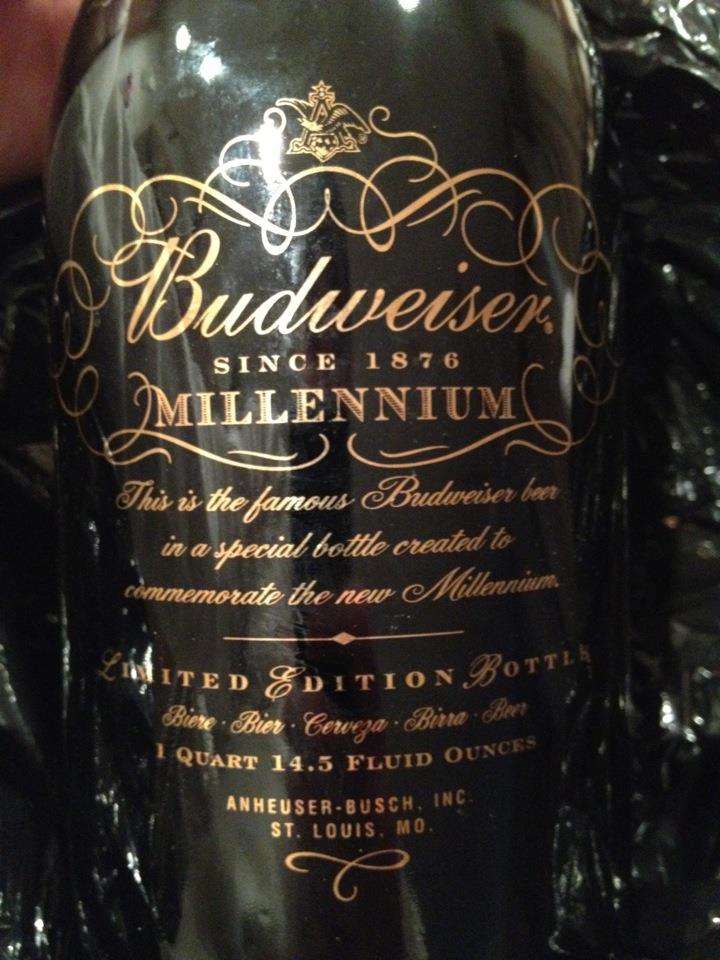 Budweiser®
SINCE 1876
MILLENNIUM
This is the famous Budweiser beer
in a special bottle created to
commemorate the new Millennium.
LIMITED EDITION BOTTLE
Biere · Bier · Cerveza · Birra · Beer
1 QUART 14.5 FLUID OUNCES
ANHEUSER-BUSCH, INC.
ST. LOUIS, MO.